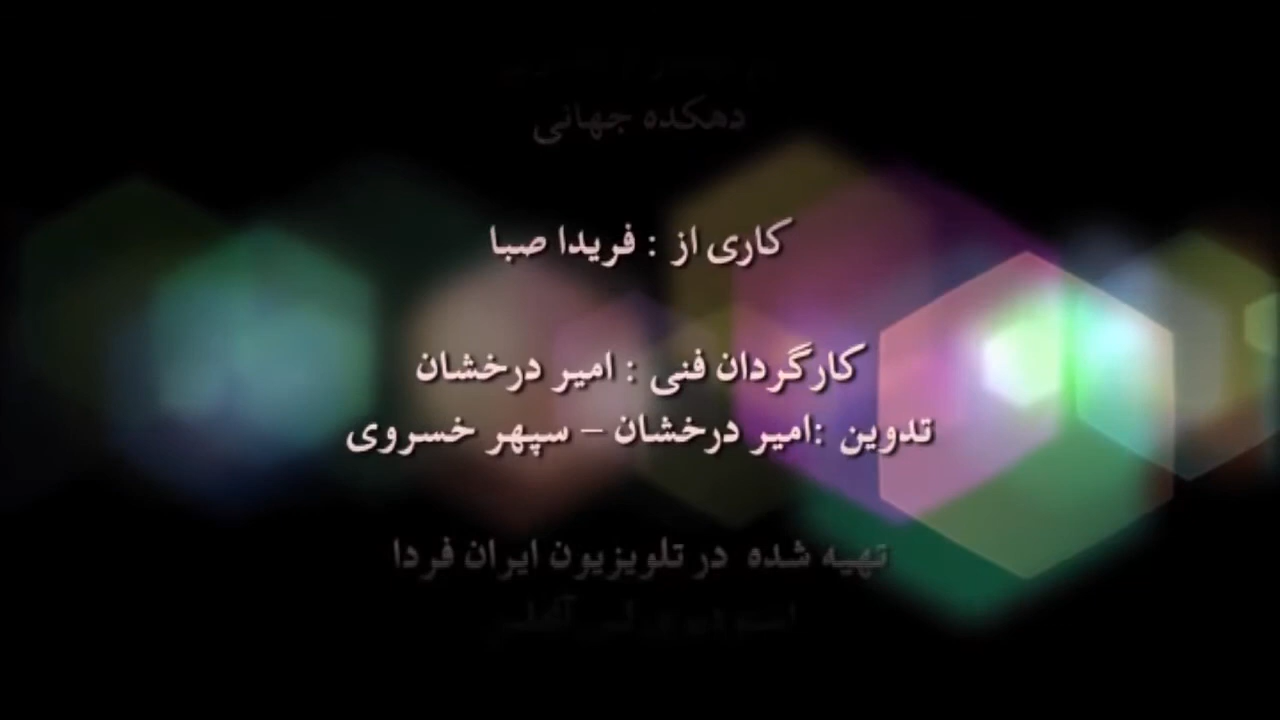 دهکده جهانی
کاری از : فریدا صبا
کارگردان فنی : امیر درخشان
تدوین :امیر درخشان – سپهر خسروی
تهیه شده در تلویزیون ایران فردا